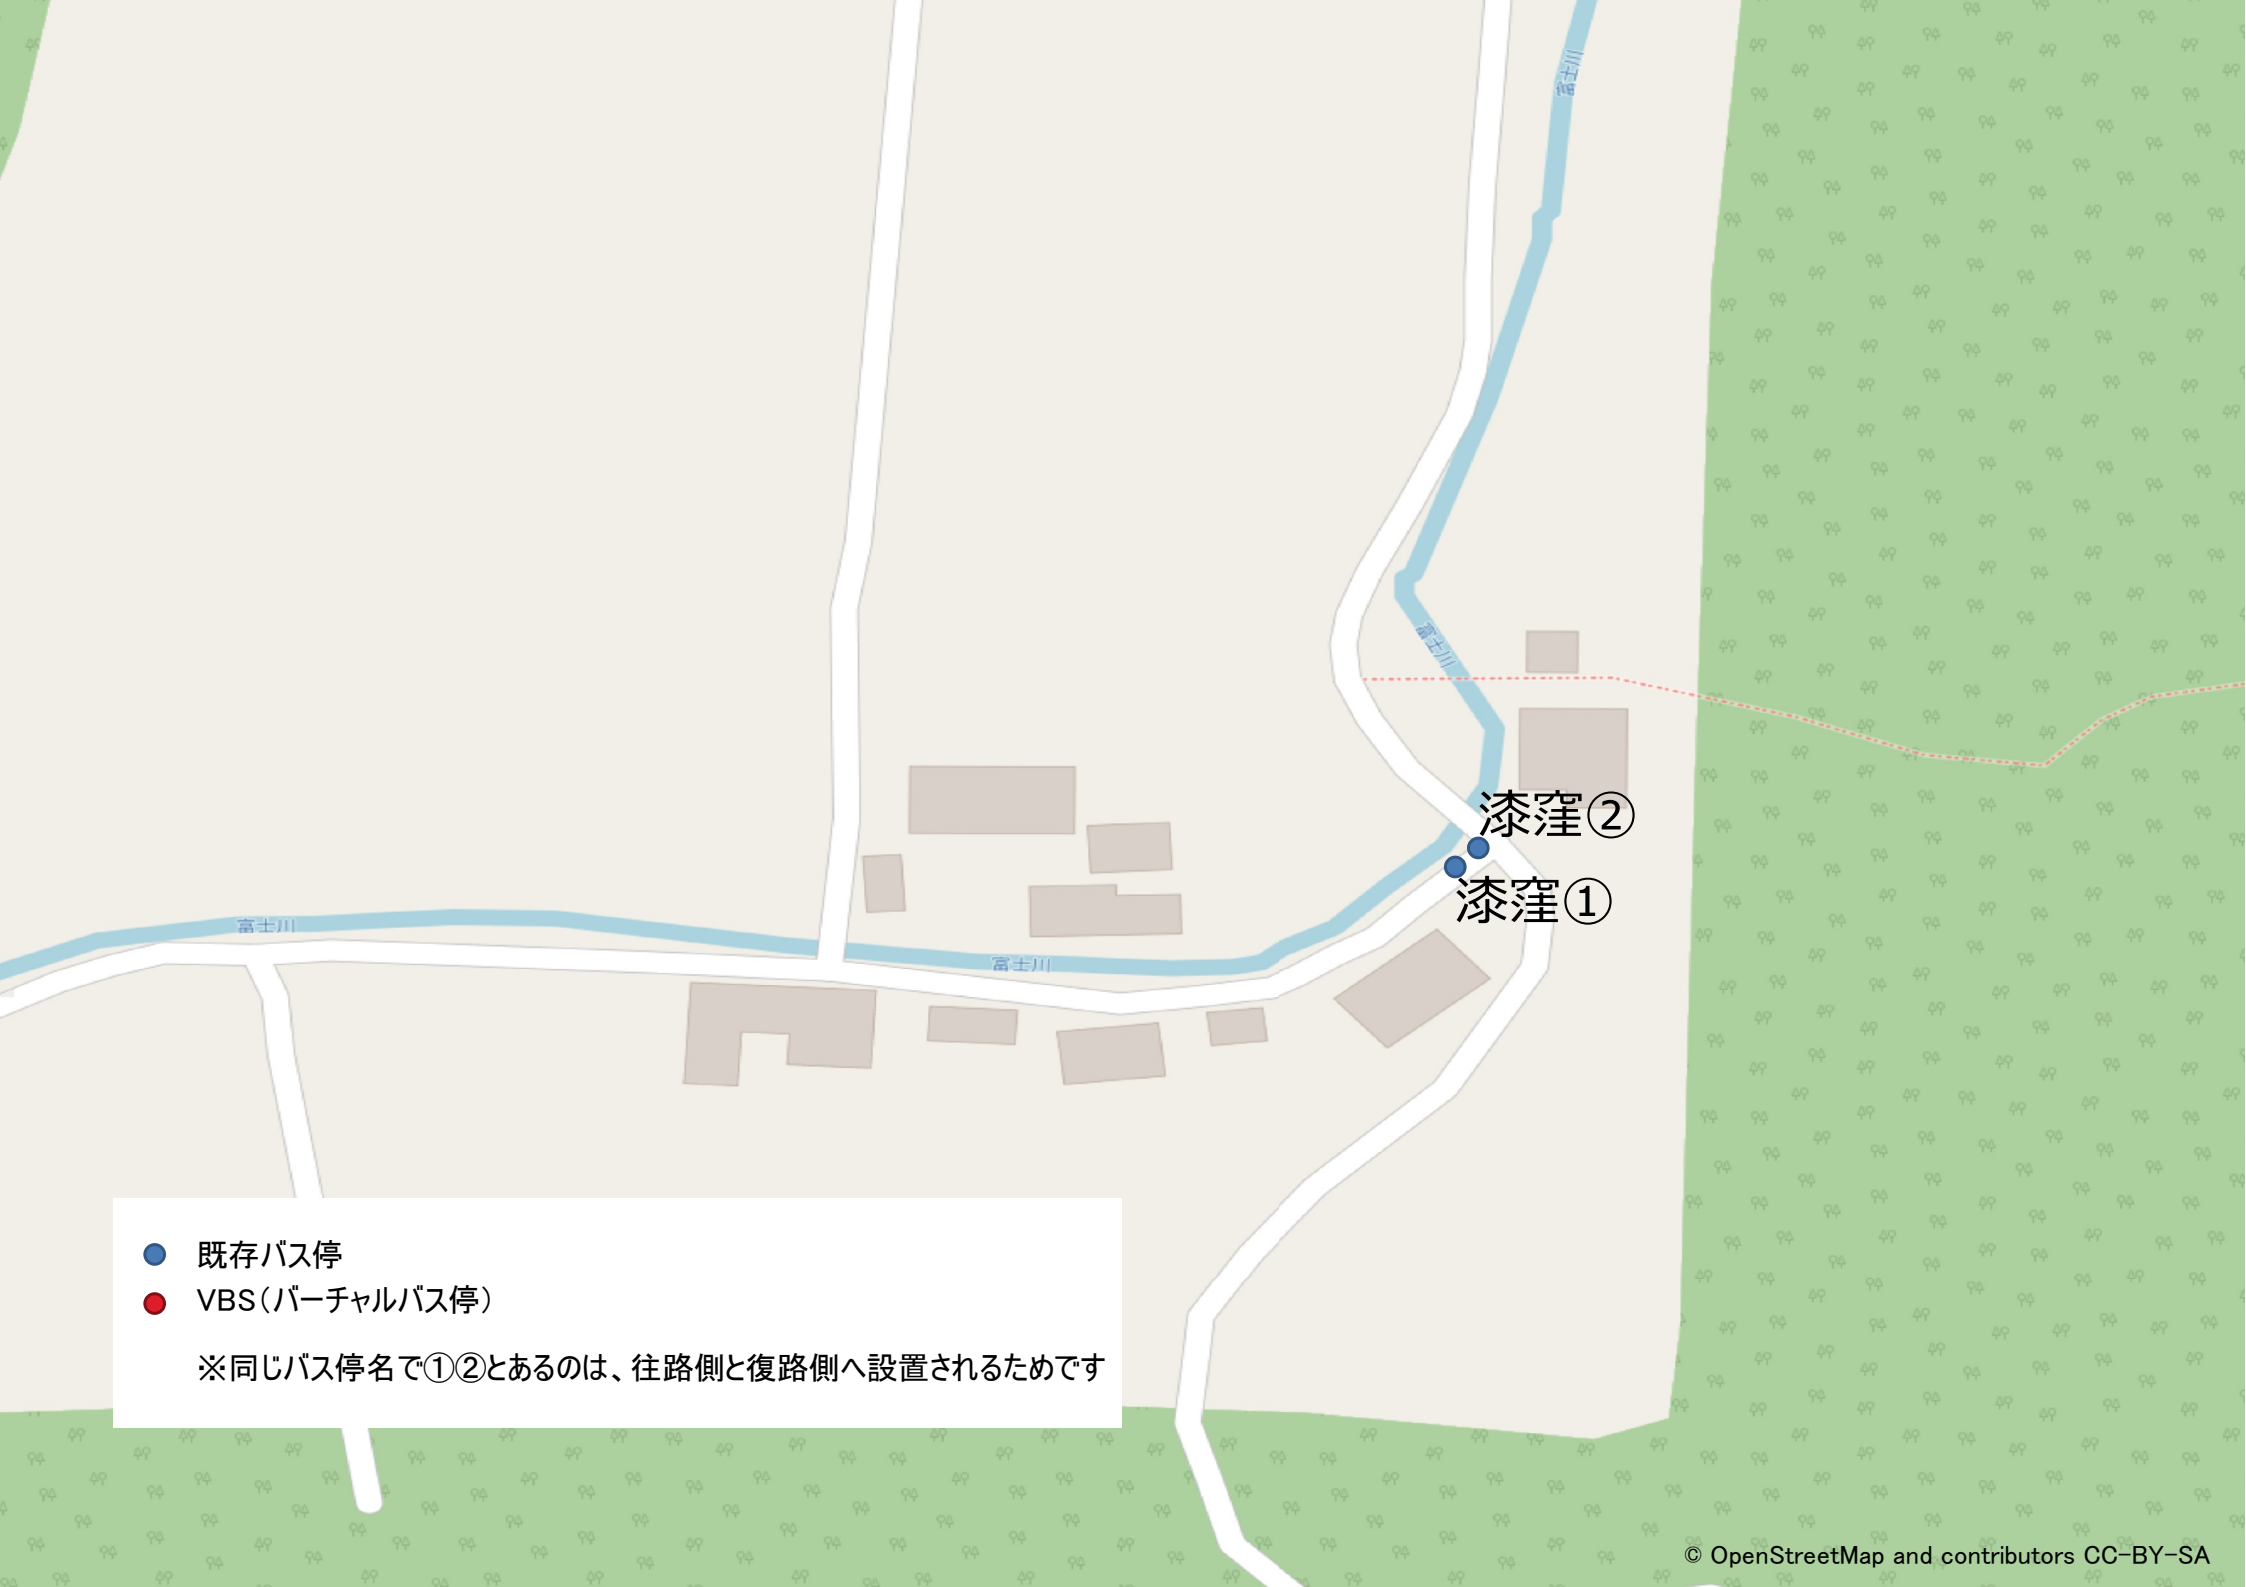 富士川
富士川
漆窪②
漆窪①
富士川
富士川
既存バス停
VBS（バーチャルバス停）
※同じバス停名で①②とあるのは、往路側と復路側へ設置されるためです
© OpenStreetMap and contributors CC-BY-SA